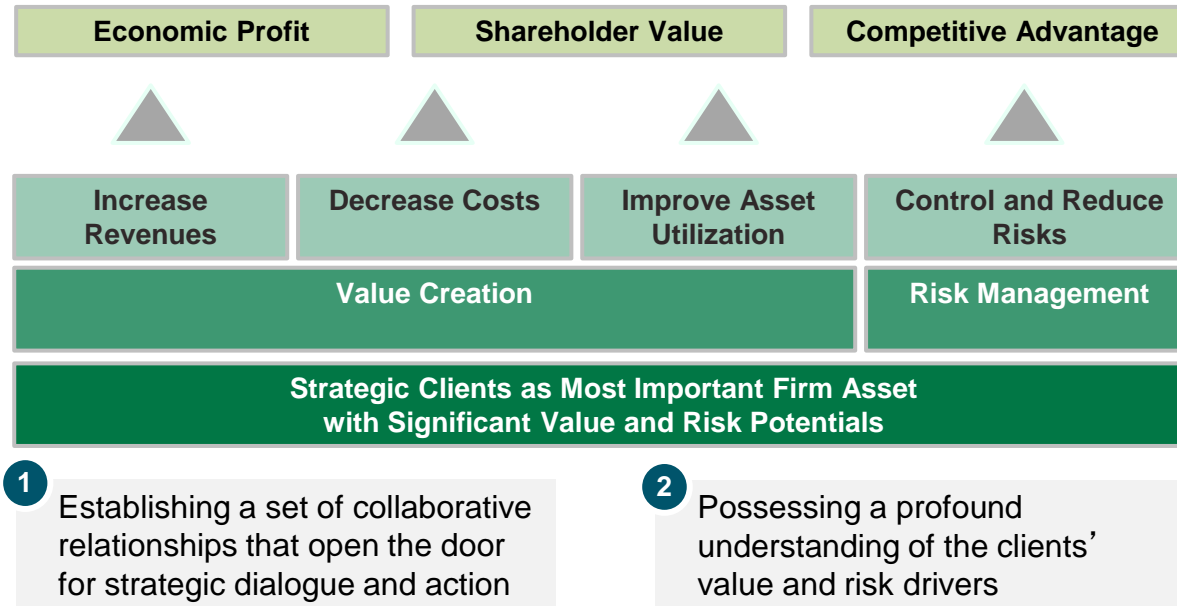 Economic Profit
Shareholder Value
Competitive Advantage
Increase
Revenues
Decrease Costs
Improve Asset
Utilization
Control and Reduce
Risks
Value Creation
Risk Management
Strategic Clients as Most Important Firm Asset
with Significant Value and Risk Potentials
1
Establishing a set of collaborative
relationships that open the door
for strategic dialogue and action
2
Possessing a profound
understanding of the clients’
value and risk drivers